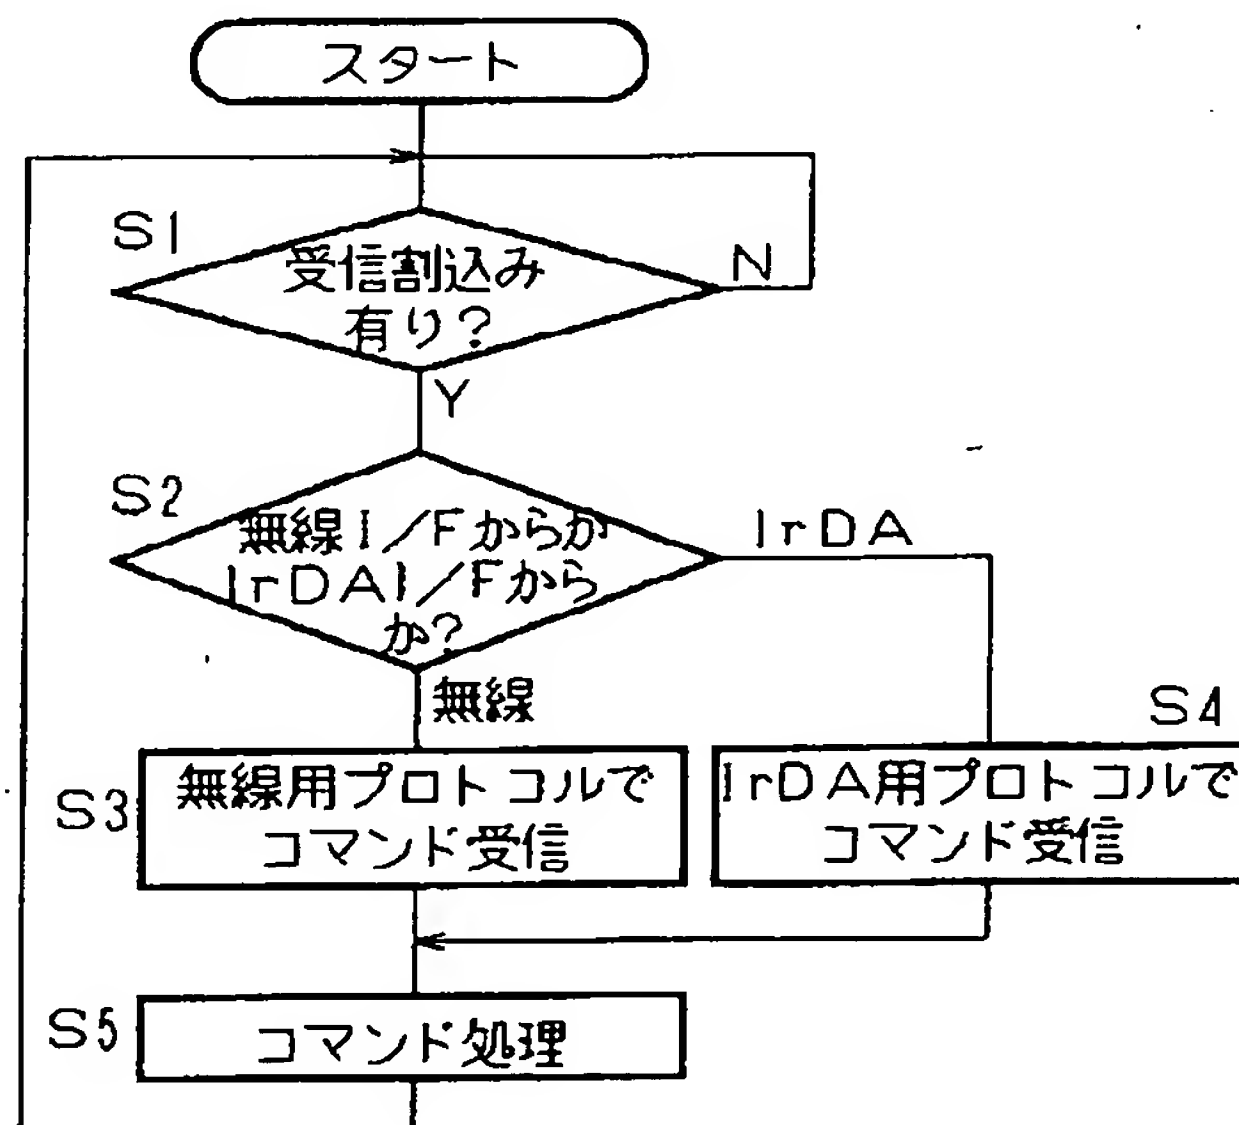 スタート
S1
受信割込み
有り?
N
Y
S2
無線I/Fからか
IrDAI/Fから
か?
IrDA
無線
S4
S3
無線用プロトコルで
コマンド受信
IrDA用プロトコルで
コマンド受信
S5
コマンド処理